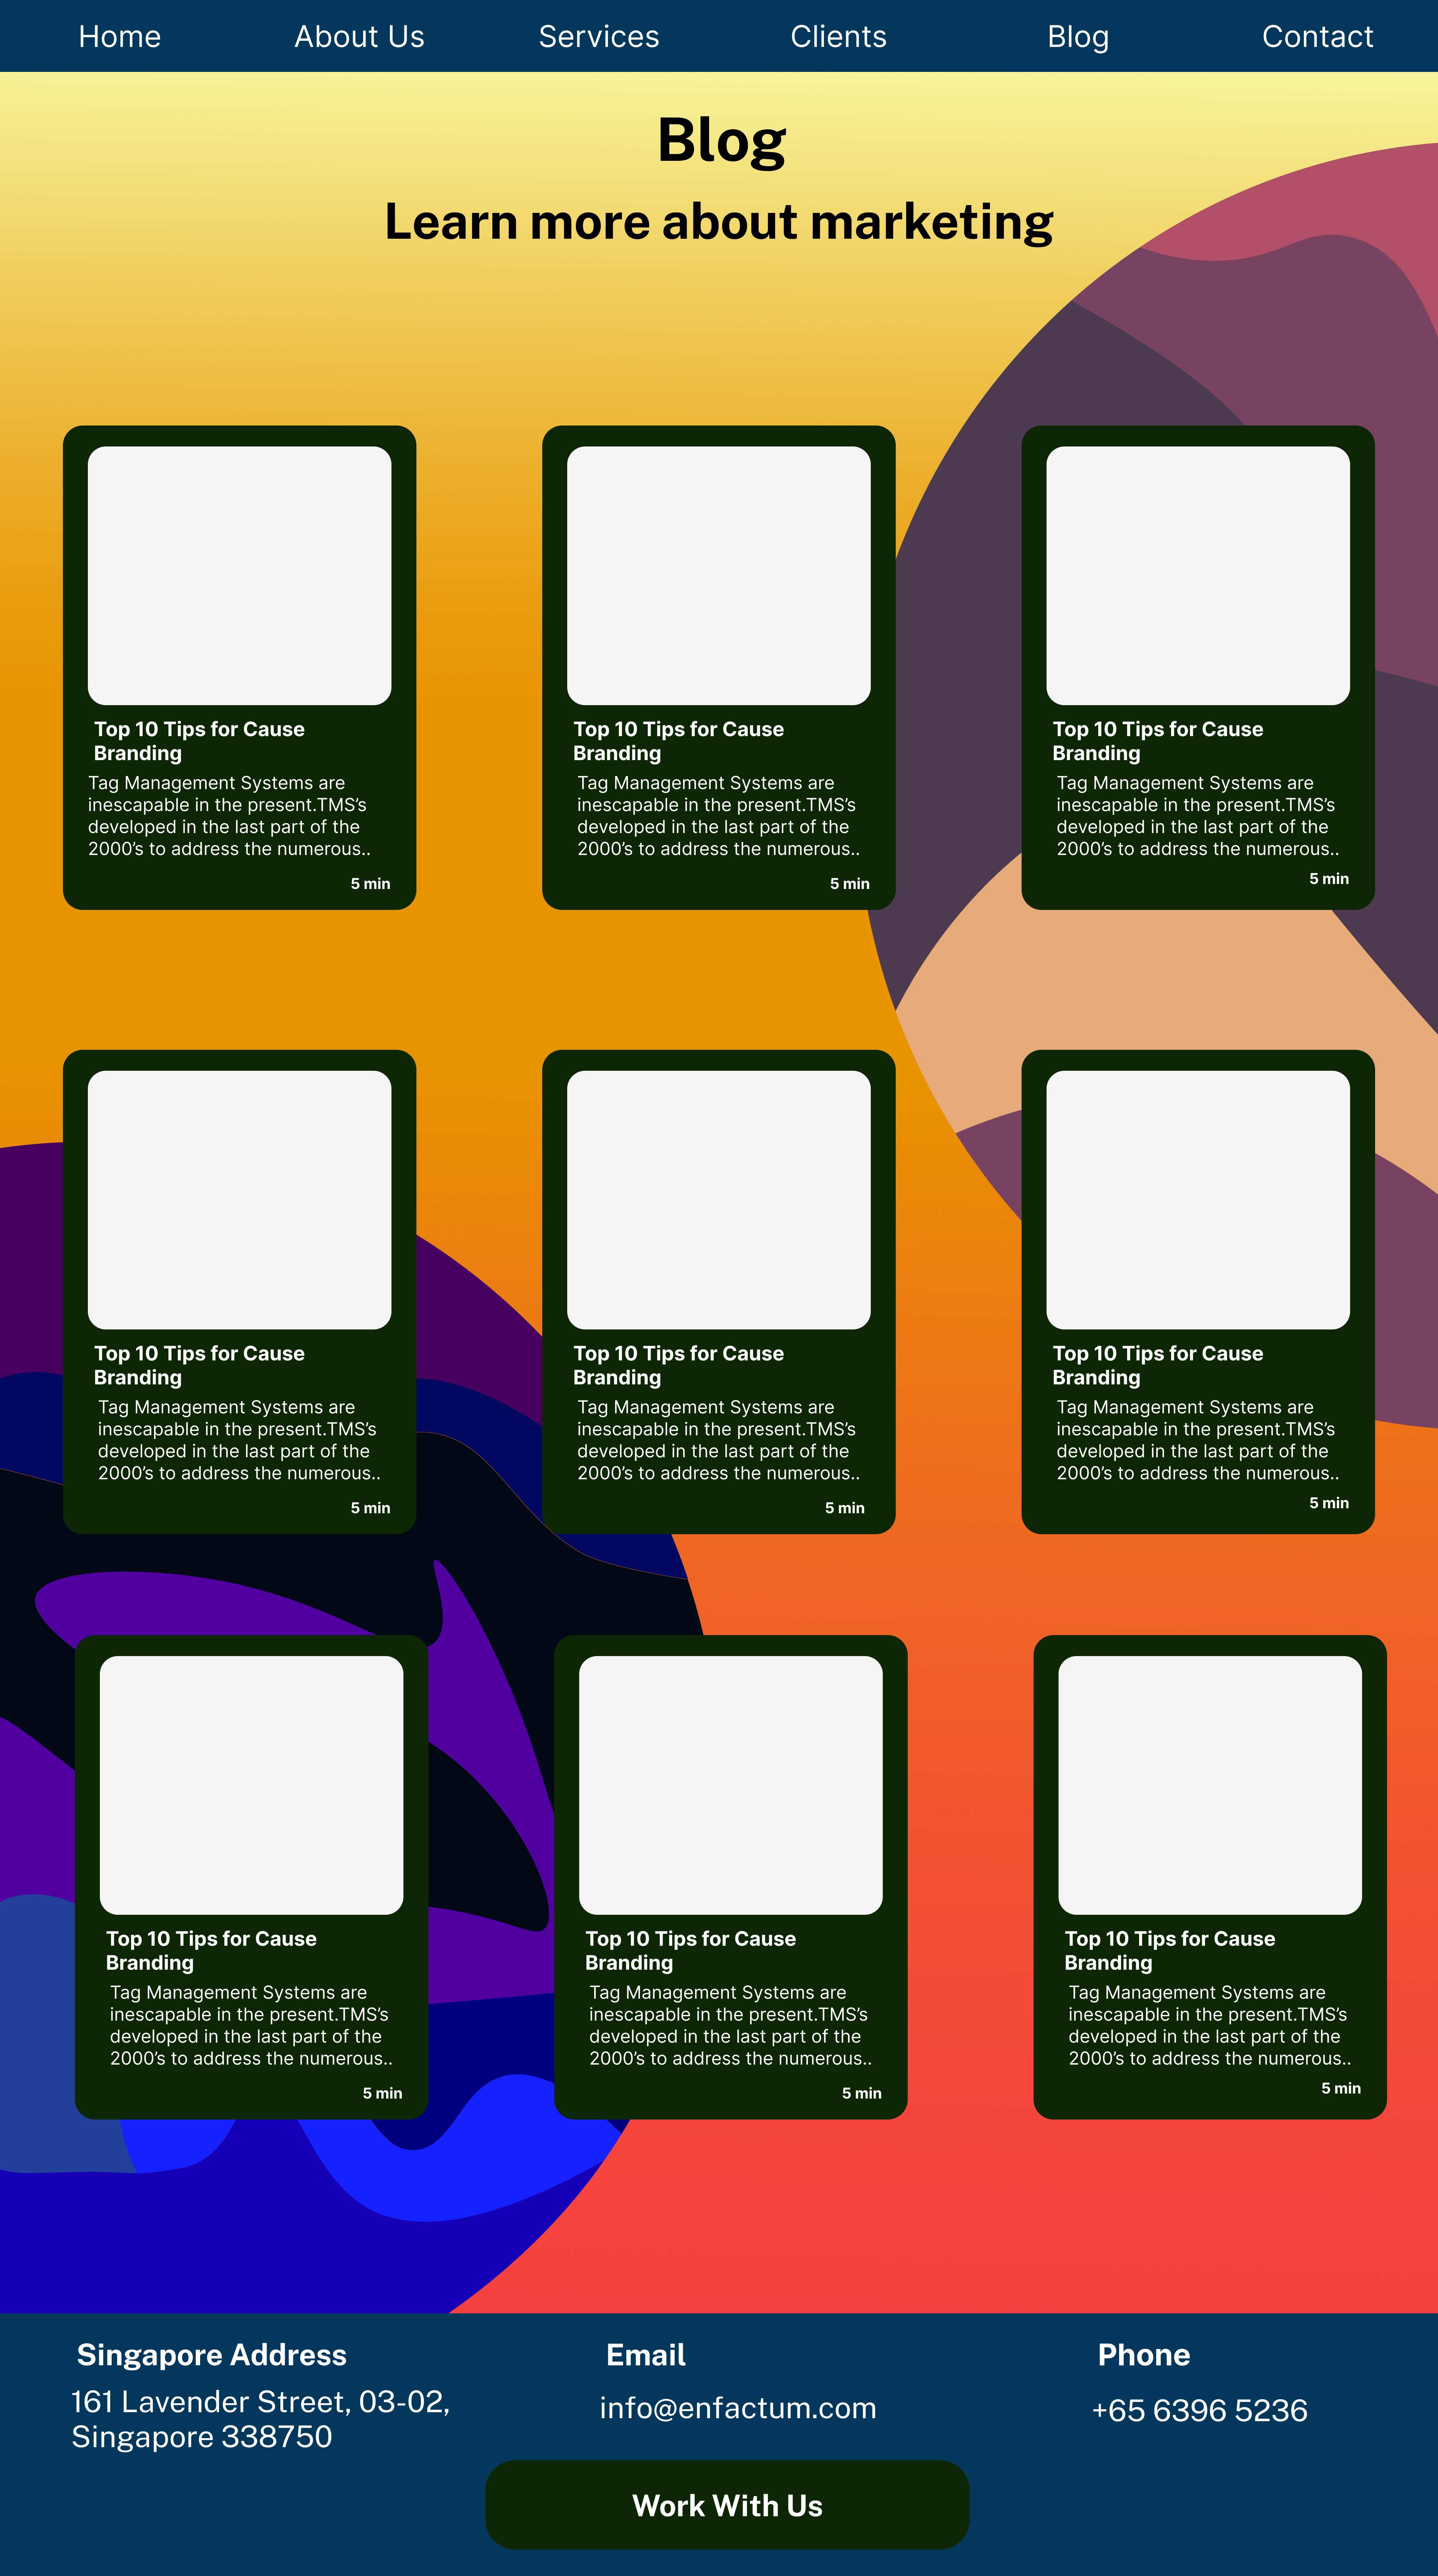 Home About Us Services Clients Blog Contact
Blog
Learn more about marketing
Top 10 Tips for Cause
Branding
Tag Management Systems are
inescapable in the present.TMS’s
developed in the last part of the
2000’s to address the numerous..
5 min
Top 10 Tips for Cause
Branding
Tag Management Systems are
inescapable in the present.TMS’s
developed in the last part of the
2000’s to address the numerous..
5 min
Top 10 Tips for Cause
Branding
Tag Management Systems are
inescapable in the present.TMS’s
developed in the last part of the
2000’s to address the numerous..
5 min
Top 10 Tips for Cause
Branding
Tag Management Systems are
inescapable in the present.TMS’s
developed in the last part of the
2000’s to address the numerous..
5 min
Top 10 Tips for Cause
Branding
Tag Management Systems are
inescapable in the present.TMS’s
developed in the last part of the
2000’s to address the numerous..
5 min
Top 10 Tips for Cause
Branding
Tag Management Systems are
inescapable in the present.TMS’s
developed in the last part of the
2000’s to address the numerous..
5 min
Top 10 Tips for Cause
Branding
Tag Management Systems are
inescapable in the present.TMS’s
developed in the last part of the
2000’s to address the numerous..
5 min
Top 10 Tips for Cause
Branding
Tag Management Systems are
inescapable in the present.TMS’s
developed in the last part of the
2000’s to address the numerous..
5 min
Top 10 Tips for Cause
Branding
Tag Management Systems are
inescapable in the present.TMS’s
developed in the last part of the
2000’s to address the numerous..
5 min
Singapore Address
161 Lavender Street, 03-02,
Singapore 338750
Email
info@enfactum.com
Phone
+65 6396 5236
Work With Us